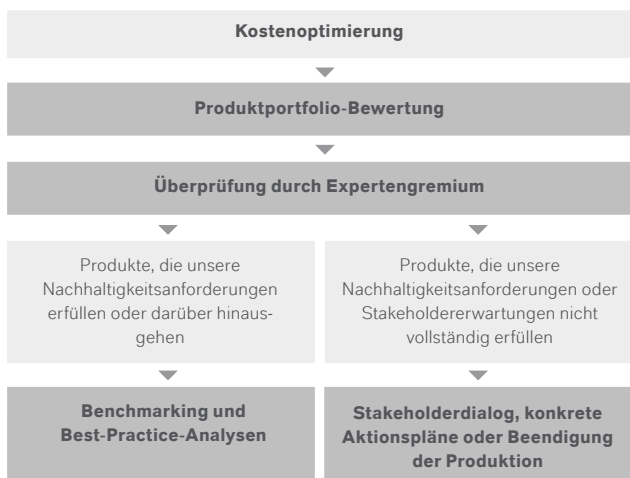 Kostenoptimierung
Produktportfolio-Bewertung
Überprüfung durch Expertengremium
Produkte, die unsere
Nachhaltigkeitsanforderungen
erfüllen oder darüber hinaus-
gehen
Produkte, die unsere
Nachhaltigkeitsanforderungen oder
Stakeholdererwartungen nicht
vollständig erfüllen
Benchmarking und
Best-Practice-Analysen
Stakeholderdialog, konkrete
Aktionspläne oder Beendigung
der Produktion